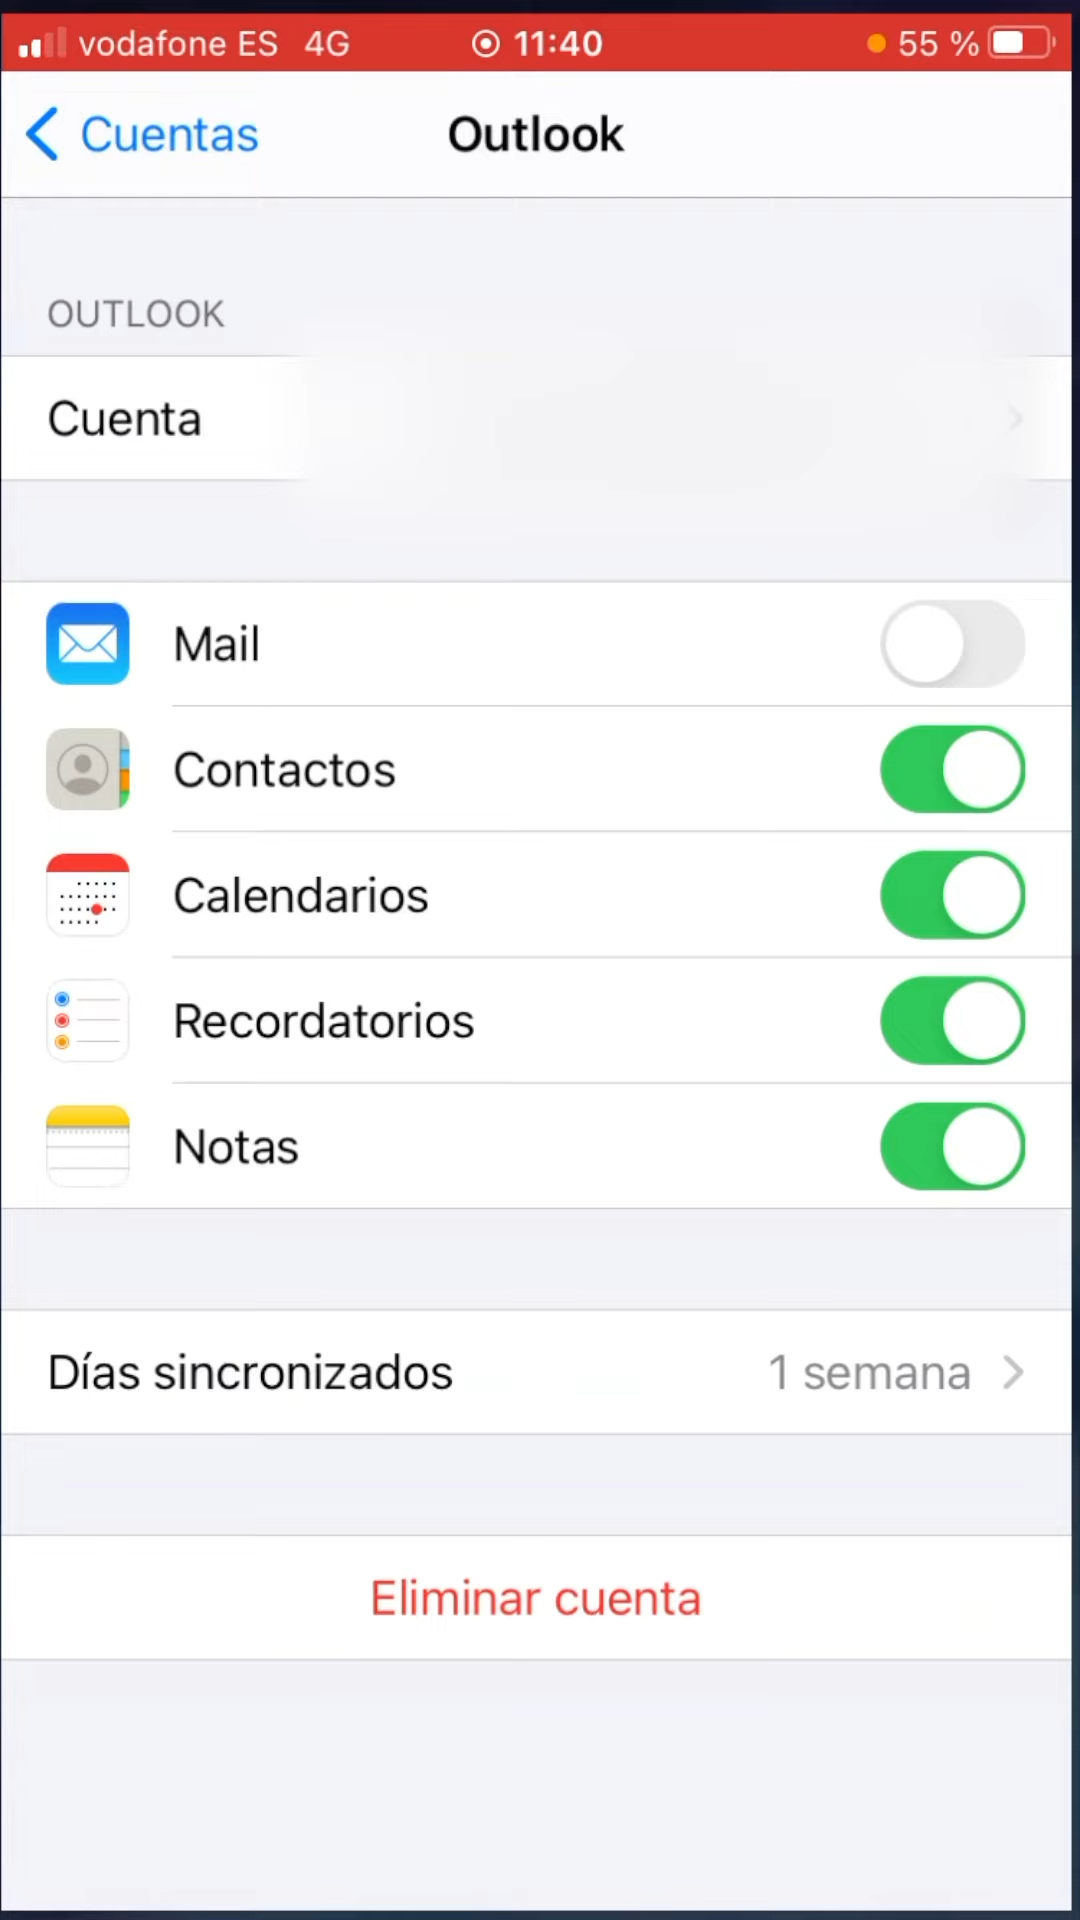 vodafone ES 4G 11:40 55 %
Cuentas Outlook
OUTLOOK
Cuenta
Mail
Contactos
Calendarios
Recordatorios
Notas
Días sincronizados 1 semana
Eliminar cuenta